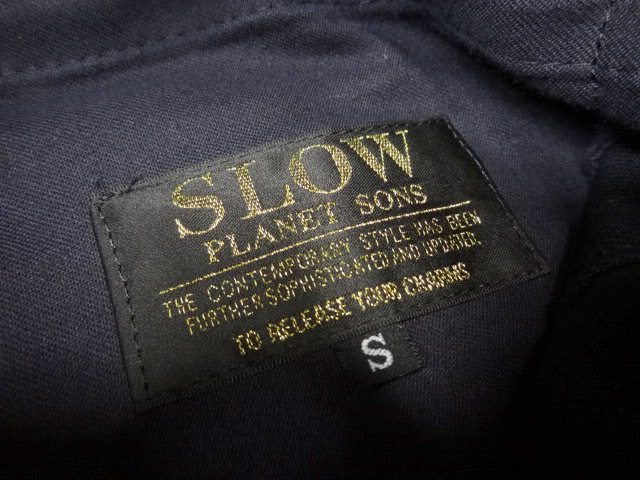 SLOW
PLANET SONS
THE CONTEMPORARY STYLE HAS BEEN
FURTHER SOPHISTICATED AND UPDATED.
TO RELEASE YOUR CHARMS
S